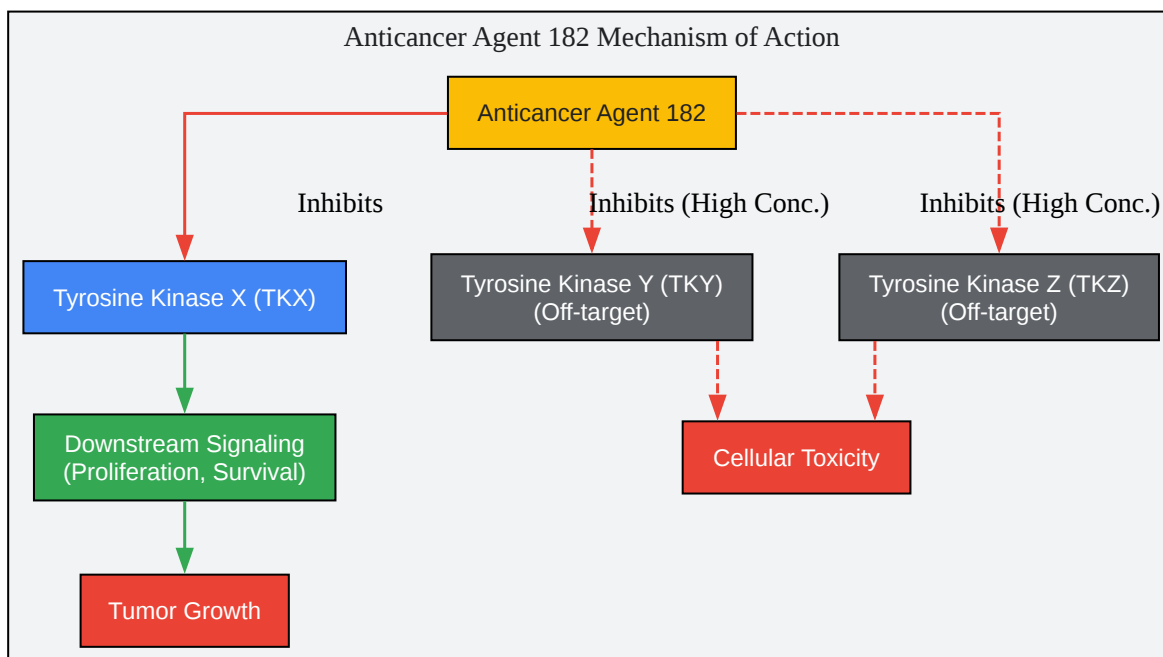 Anticancer Agent 182 Mechanism of Action
Anticancer Agent 182
Inhibits
Inhibits (High Conc.)
Inhibits (High Conc.)
Tyrosine Kinase X (TKX)
Tyrosine Kinase Y (TKY)
(Off-target)
Tyrosine Kinase Z (TKZ)
(Off-target)
Downstream Signaling
(Proliferation, Survival)
Cellular Toxicity
Tumor Growth